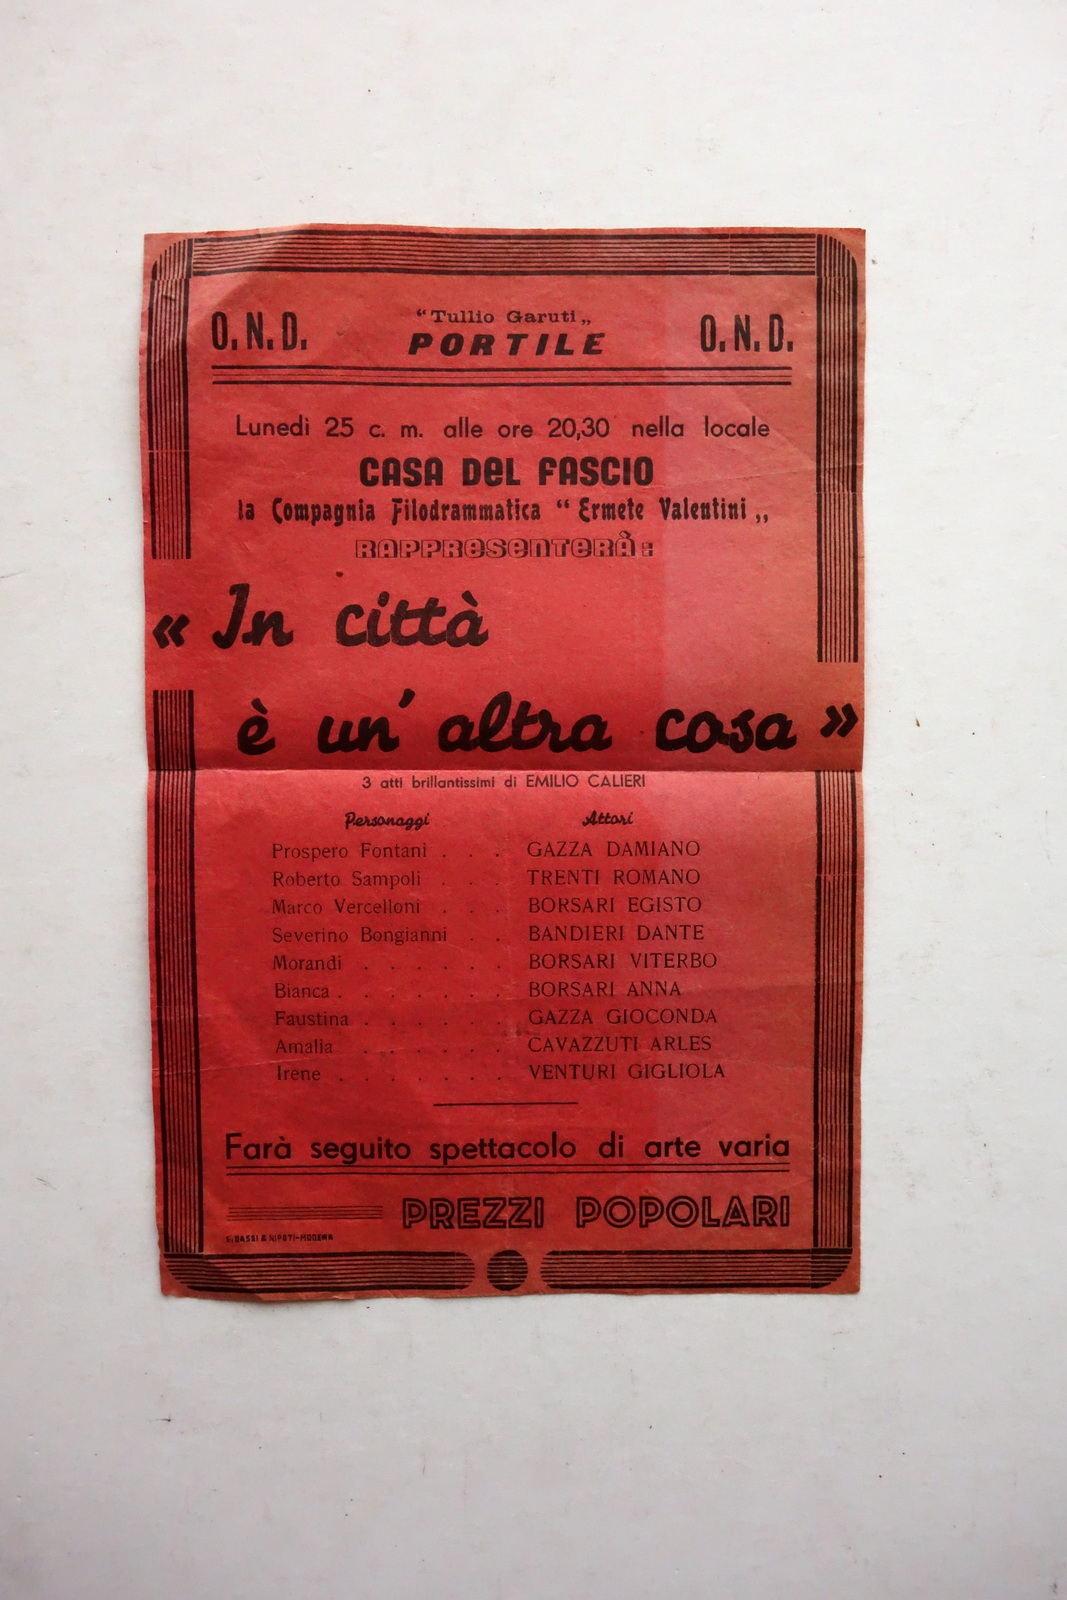 O.N.D. "Tullio Garuti„ O.N.D.
PORTILE
Lunedì 25 c. m. alle ore 20,30 nella locale
CASA DEL FASCIO
la Compagnia Filodrammatica "Ermete Valentini„
RAPPRESENTERÀ:
« In città
è un' altra cosa »
3 atti brillantissimi di EMILIO CALIERI
Personaggi Attori
Prospero Fontani . . . GAZZA DAMIANO
Roberto Sampoli . . . TRENTI ROMANO
Marco Vercelloni . . . BORSARI EGISTO
Severino Bongianni . . BANDIERI DANTE
Morandi . . . . . . BORSARI VITERBO
Bianca . . . . . . . BORSARI ANNA
Faustina . . . . . . GAZZA GIOCONDA
Amalia . . . . . . CAVAZZUTI ARLES
Irene . . . . . . . VENTURI GIGLIOLA
Farà seguito spettacolo di arte varia
PREZZI POPOLARI
BASSI & NIPOTI-MODENA